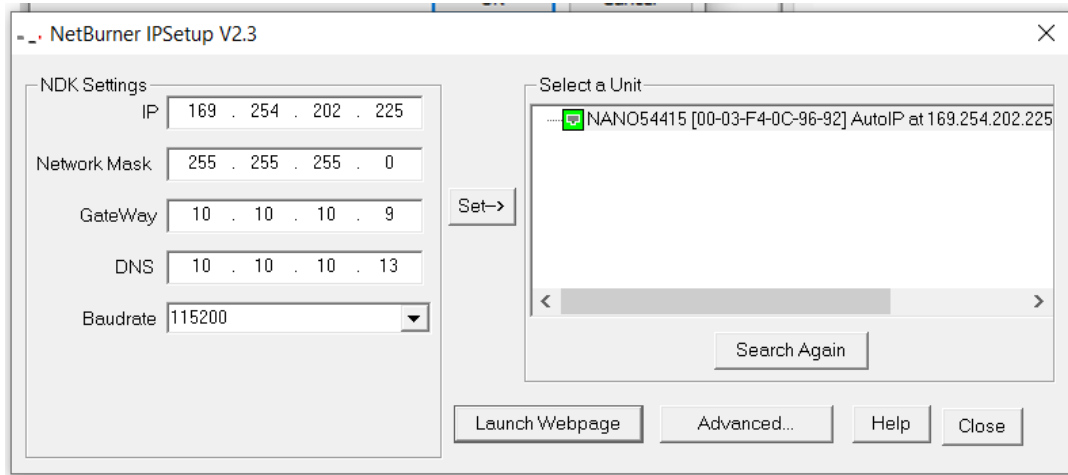 NetBurner IPSetup V2.3
NDK Settings
IP 169 . 254 . 202 . 225
Network Mask 255 . 255 . 255 . 0
GateWay 10 . 10 . 10 . 9
DNS 10 . 10 . 10 . 13
Baudrate 115200
Set-->
Select a Unit
NANO54415 [00-03-F4-0C-96-92] AutoIP at 169.254.202.225
Search Again
Launch Webpage
Advanced...
Help
Close